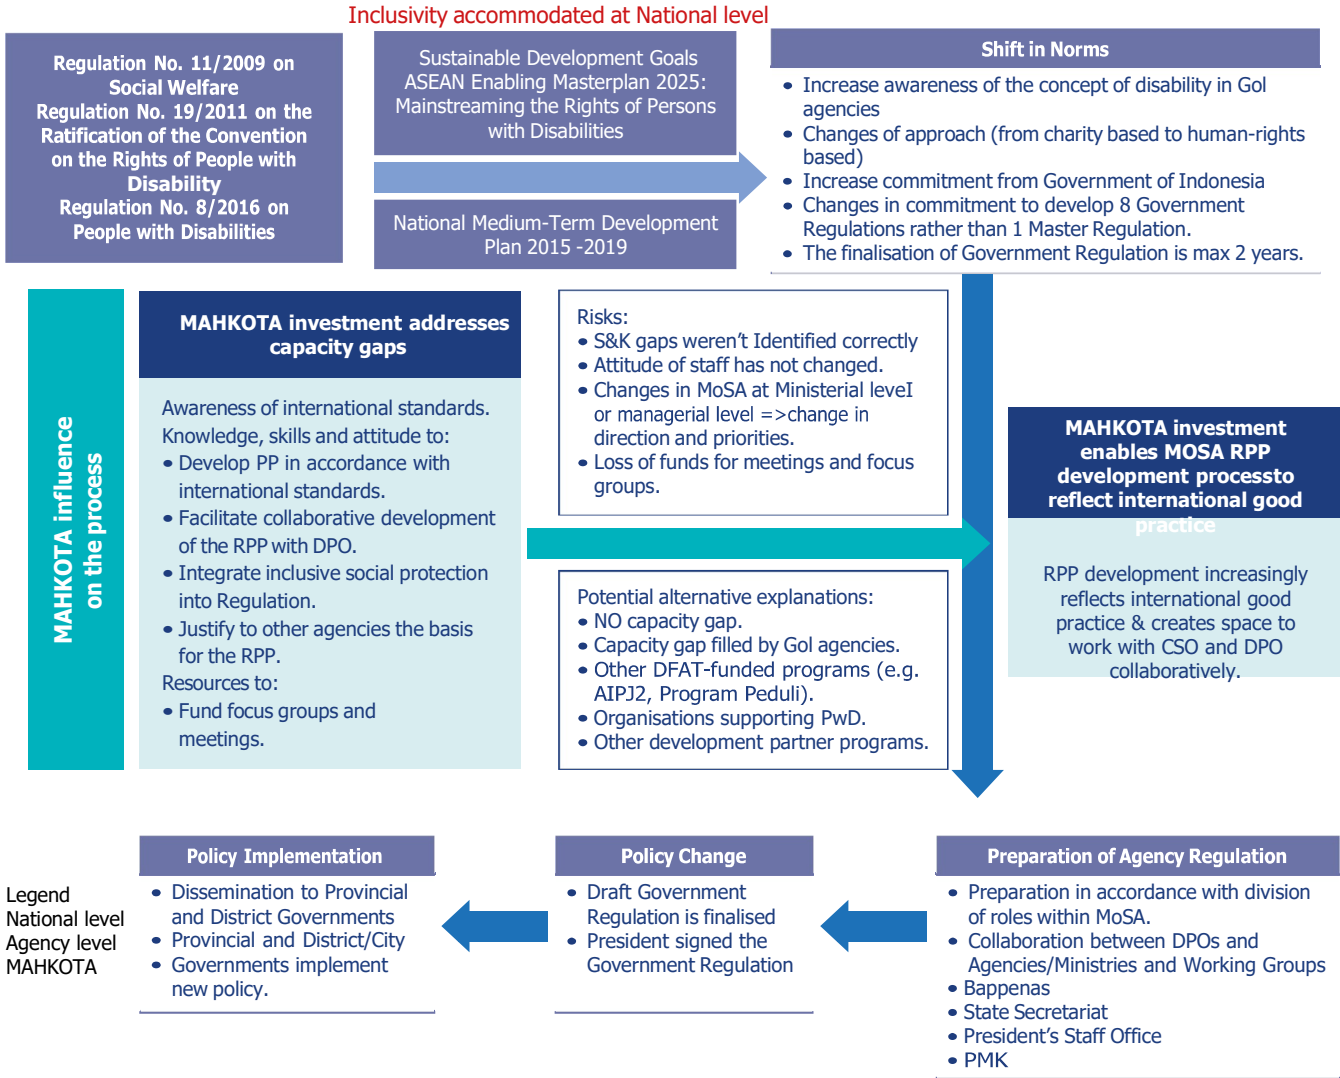 Inclusivity accommodated at National level
Regulation No. 11/2009 on
Social Welfare
Regulation No. 19/2011 on the
Ratification of the Convention
on the Rights of People with
Disability
Regulation No. 8/2016 on
People with Disabilities
Sustainable Development Goals
ASEAN Enabling Masterplan 2025:
Mainstreaming the Rights of Persons
with Disabilities
National Medium-Term Development
Plan 2015 -2019
Shift in Norms
• Increase awareness of the concept of disability in GoI
agencies
• Changes of approach (from charity based to human-rights
based)
• Increase commitment from Government of Indonesia
• Changes in commitment to develop 8 Government
Regulations rather than 1 Master Regulation.
• The finalisation of Government Regulation is max 2 years.
MAHKOTA influence
on the process
MAHKOTA investment addresses
capacity gaps
Awareness of international standards.
Knowledge, skills and attitude to:
• Develop PP in accordance with
international standards.
• Facilitate collaborative development
of the RPP with DPO.
• Integrate inclusive social protection
into Regulation.
• Justify to other agencies the basis
for the RPP.
Resources to:
• Fund focus groups and
meetings.
Risks:
• S&K gaps weren't Identified correctly
• Attitude of staff has not changed.
• Changes in MoSA at Ministerial level
or managerial level =>change in
direction and priorities.
• Loss of funds for meetings and focus
groups.
Potential alternative explanations:
• NO capacity gap.
• Capacity gap filled by GoI agencies.
• Other DFAT-funded programs (e.g.
AIPJ2, Program Peduli).
• Organisations supporting PwD.
• Other development partner programs.
MAHKOTA investment
enables MOSA RPP
development processto
reflect international good
practice
RPP development increasingly
reflects international good
practice & creates space to
work with CSO and DPO
collaboratively.
Legend
National level
Agency level
MAHKOTA
Policy Implementation
• Dissemination to Provincial
and District Governments
• Provincial and District/City
• Governments implement
new policy.
Policy Change
• Draft Government
Regulation is finalised
• President signed the
Government Regulation
Preparation of Agency Regulation
• Preparation in accordance with division
of roles within MoSA.
• Collaboration between DPOs and
Agencies/Ministries and Working Groups
• Bappenas
• State Secretariat
• President's Staff Office
• PMK